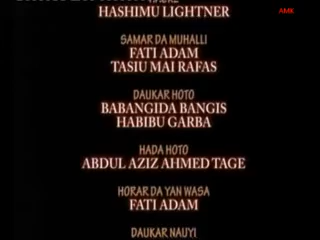 HASHIMU LIGHTNER
AMK
SAMAR DA MUHALLI
FATI ADAM
TASIU MAI RAFAS
DAUKAR HOTO
BABANGIDA BANGIS
HABIBU GARBA
HADA HOTO
ABDUL AZIZ AHMED TAGE
HORAR DA YAN WASA
FATI ADAM
DAUKAR NAUYI